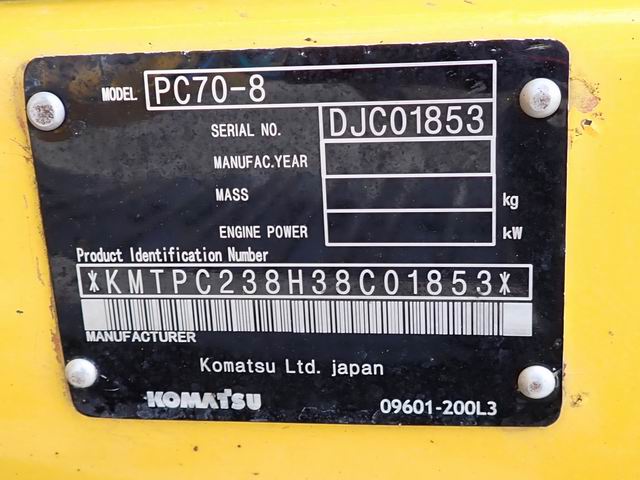 MODEL PC70-8
SERIAL NO. DJC01853
MANUFAC.YEAR
MASS kg
ENGINE POWER kW
Product Identification Number
*KMTPC238H38C01853*
MANUFACTURER
Komatsu Ltd. japan
KOMATSU 09601-200L3